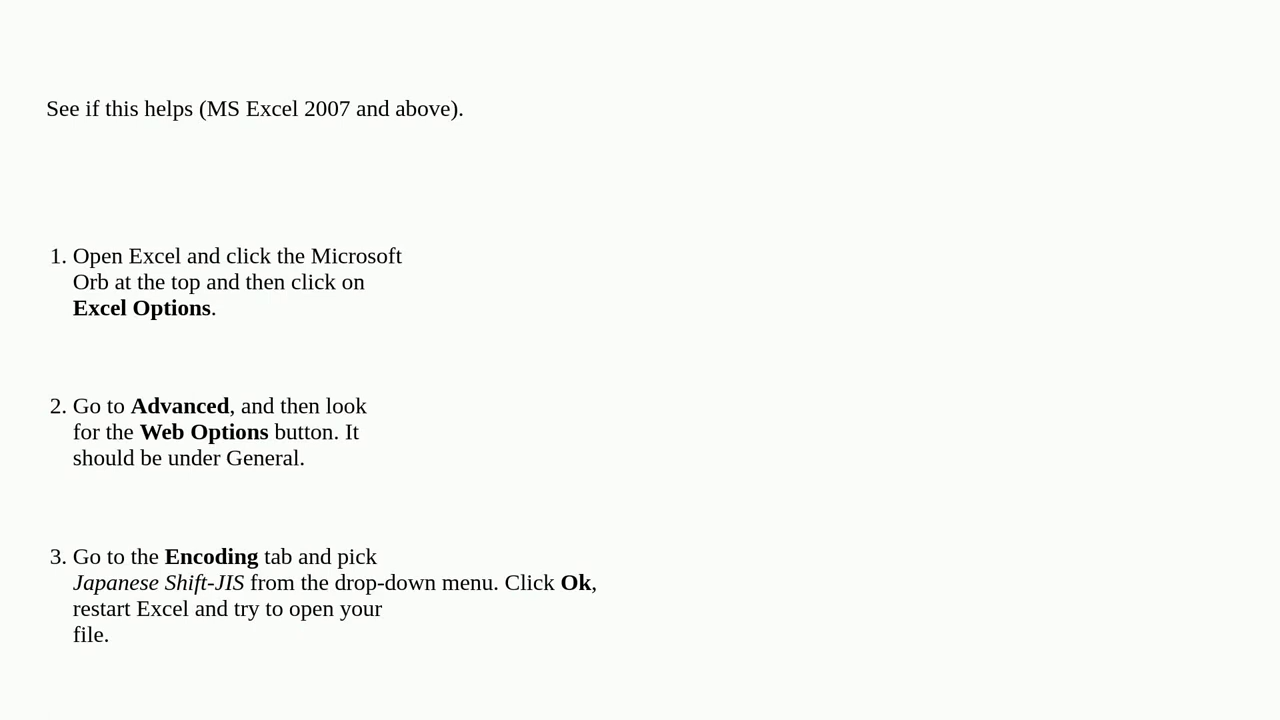 See if this helps (MS Excel 2007 and above).
1. Open Excel and click the Microsoft
Orb at the top and then click on
Excel Options.
2. Go to Advanced, and then look
for the Web Options button. It
should be under General.
3. Go to the Encoding tab and pick
Japanese Shift-JIS from the drop-down menu. Click Ok,
restart Excel and try to open your
file.